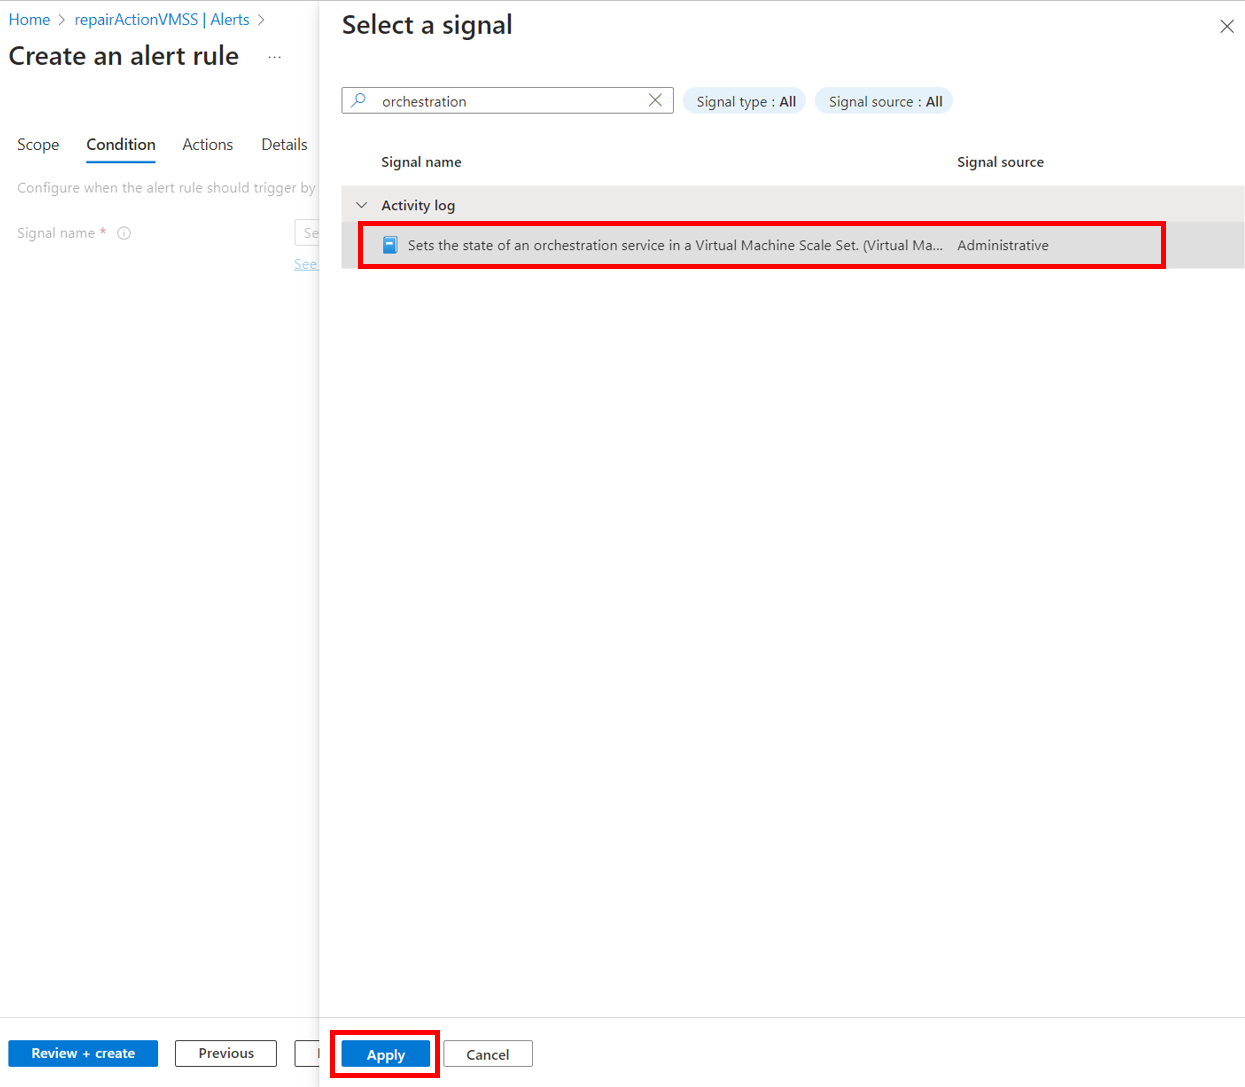 Home > repairActionVMSS | Alerts >
Create an alert rule ...
Scope Condition Actions Details
Configure when the alert rule should trigger by
Signal name *
Se
See
Review + create Previous
Select a signal
orchestration Signal type : All Signal source : All
Signal name Signal source
Activity log
Sets the state of an orchestration service in a Virtual Machine Scale Set. (Virtual Ma... Administrative
Apply Cancel